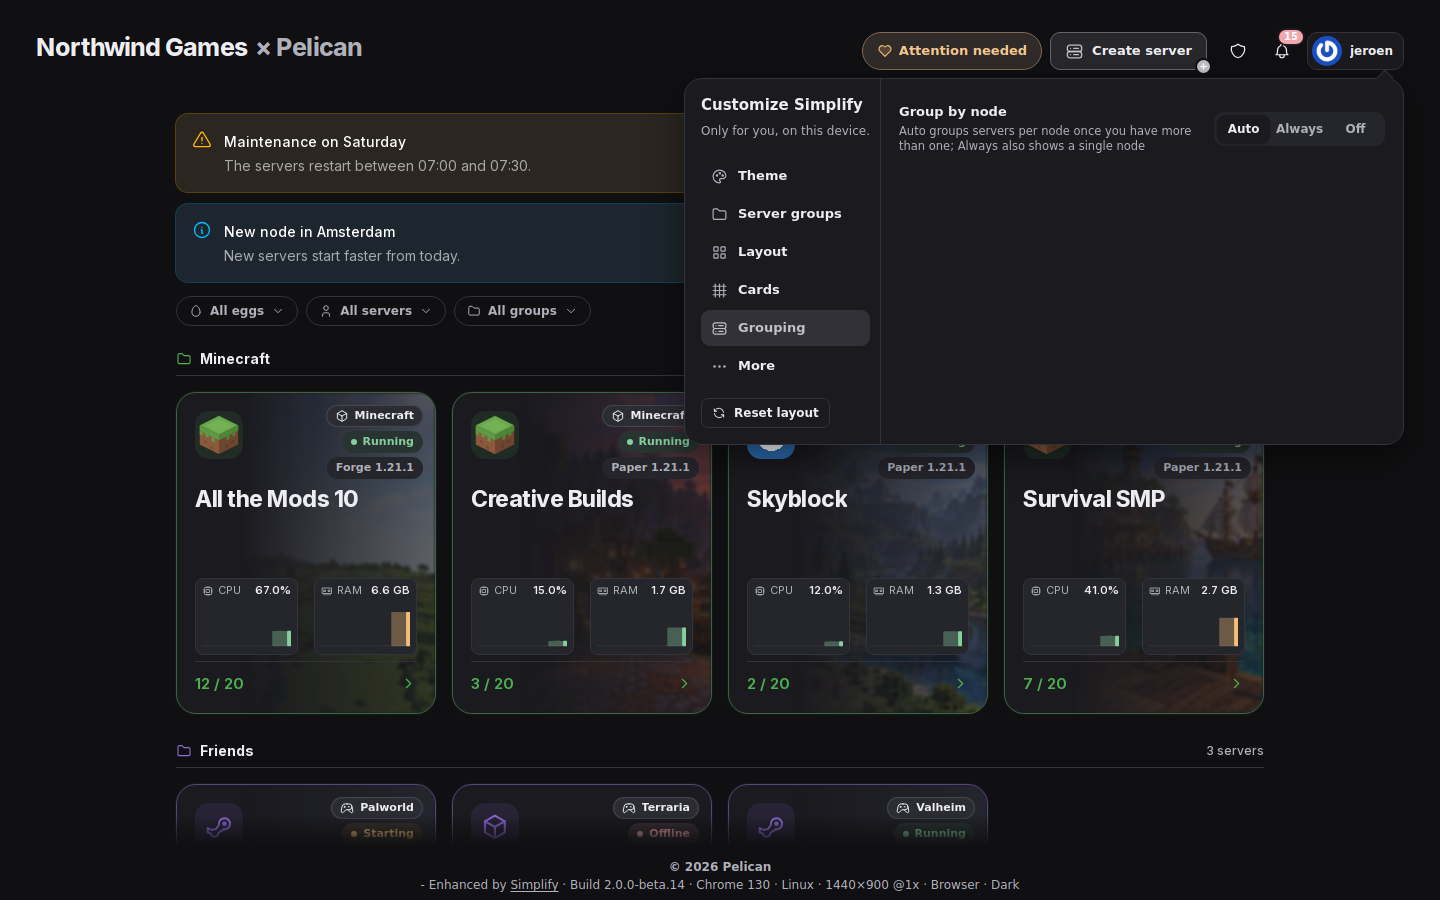 Northwind Games × Pelican
Attention needed
Create server
15
jeroen
Maintenance on Saturday
The servers restart between 07:00 and 07:30.
New node in Amsterdam
New servers start faster from today.
All eggs
All servers
All groups
Customize Simplify
Only for you, on this device.
Theme
Server groups
Layout
Cards
Grouping
More
Reset layout
Group by node
Auto groups servers per node once you have more
than one; Always also shows a single node
Auto
Always
Off
Minecraft
Minecraft
Running
Forge 1.21.1
All the Mods 10
CPU 67.0%
RAM 6.6 GB
12 / 20
Minecraf
Running
Paper 1.21.1
Creative Builds
CPU 15.0%
RAM 1.7 GB
3 / 20
Paper 1.21.1
Skyblock
CPU 12.0%
RAM 1.3 GB
2 / 20
Paper 1.21.1
Survival SMP
CPU 41.0%
RAM 2.7 GB
7 / 20
Friends
3 servers
Palworld
Starting
Terraria
Offline
Valheim
Running
© 2026 Pelican
- Enhanced by Simplify · Build 2.0.0-beta.14 · Chrome 130 · Linux · 1440×900 @1x · Browser · Dark